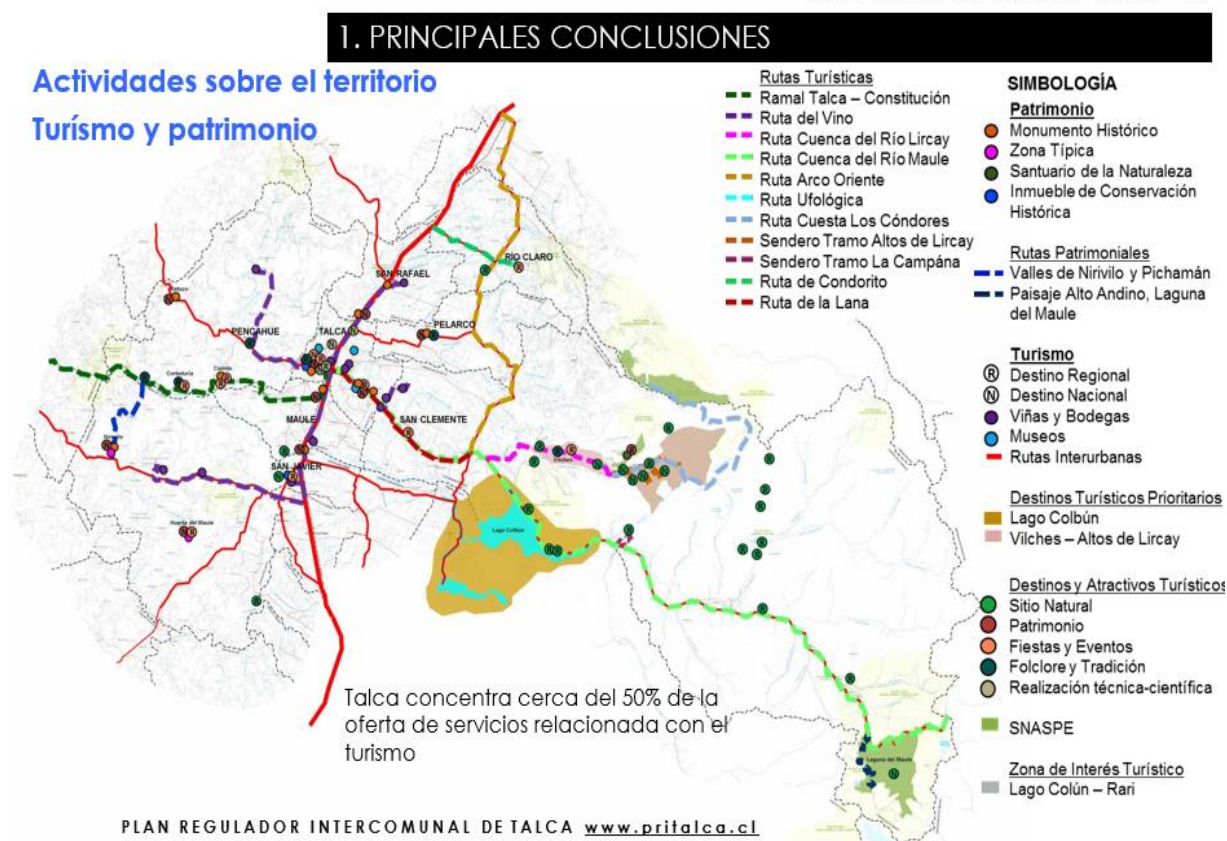 1. PRINCIPALES CONCLUSIONES
Actividades sobre el territorio
Turísmo y patrimonio
Rutas Turísticas
Ramal Talca – Constitución
Ruta del Vino
Ruta Cuenca del Río Lircay
Ruta Cuenca del Río Maule
Ruta Arco Oriente
Ruta Ufológica
Ruta Cuesta Los Cóndores
Sendero Tramo Altos de Lircay
Sendero Tramo La Campána
Ruta de Condorito
Ruta de la Lana
SIMBOLOGÍA
Patrimonio
Monumento Histórico
Zona Típica
Santuario de la Naturaleza
Inmueble de Conservación
Histórica
Rutas Patrimoniales
Valles de Nirivilo y Pichamán
Paisaje Alto Andino, Laguna
del Maule
Turismo
R Destino Regional
N Destino Nacional
Viñas y Bodegas
Museos
Rutas Interurbanas
Destinos Turísticos Prioritarios
Lago Colbún
Vilches – Altos de Lircay
Destinos y Atractivos Turísticos
Sitio Natural
Patrimonio
Fiestas y Eventos
Folclore y Tradición
Realización técnica-científica
SNASPE
Zona de Interés Turístico
Lago Colún – Rari
RÍO CLARO
SAN RAFAEL
PENCAHUE
TALCA
PELARCO
MAULE
SAN CLEMENTE
SAN JAVIER
Huerta del Maule
Vilches
Lago Colbún
Laguna del Maule
Talca concentra cerca del 50% de la
oferta de servicios relacionada con el
turismo
PLAN REGULADOR INTERCOMUNAL DE TALCA www.pritalca.cl